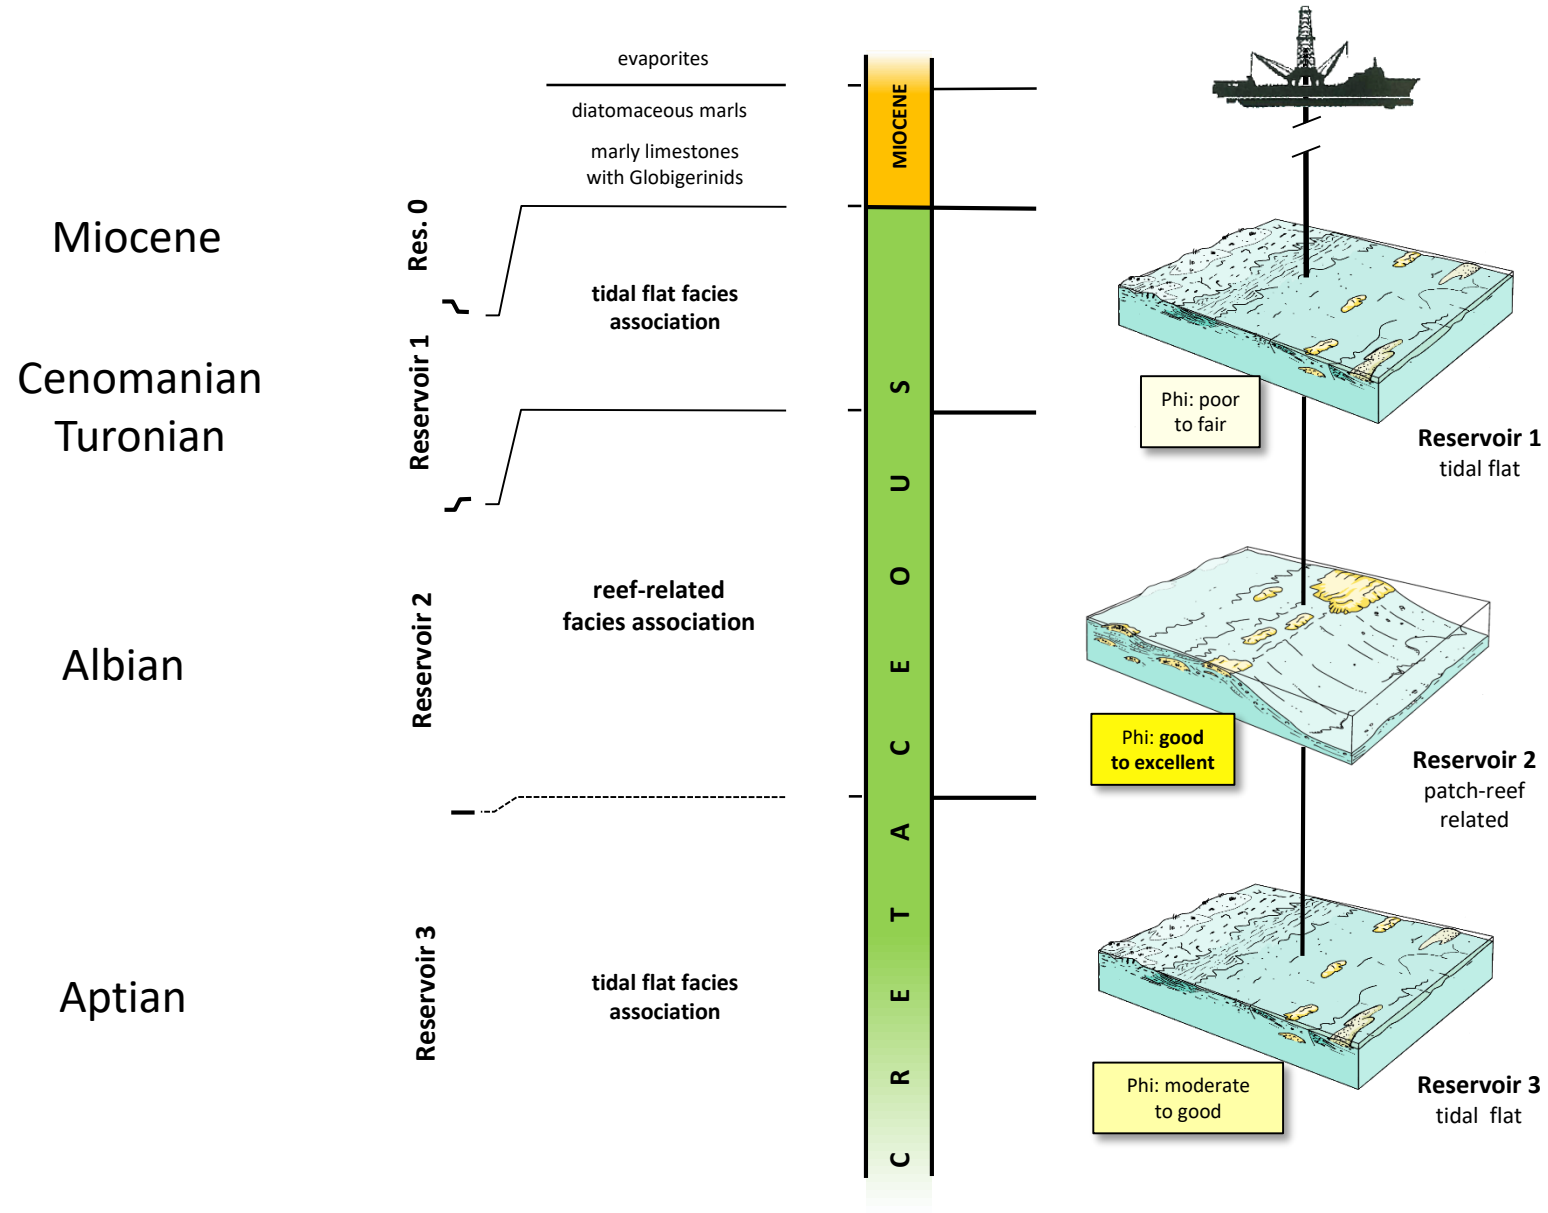 evaporites
diatomaceous marls
marly limestones
with Globigerinids
MIOCENE
Miocene
Res. 0
tidal flat facies
association
Cenomanian
Turonian
Reservoir 1
Phi: poor
to fair
Reservoir 1
tidal flat
CRETACEOUS
Albian
Reservoir 2
reef-related
facies association
Phi: good
to excellent
Reservoir 2
patch-reef
related
Aptian
Reservoir 3
tidal flat facies
association
Phi: moderate
to good
Reservoir 3
tidal flat